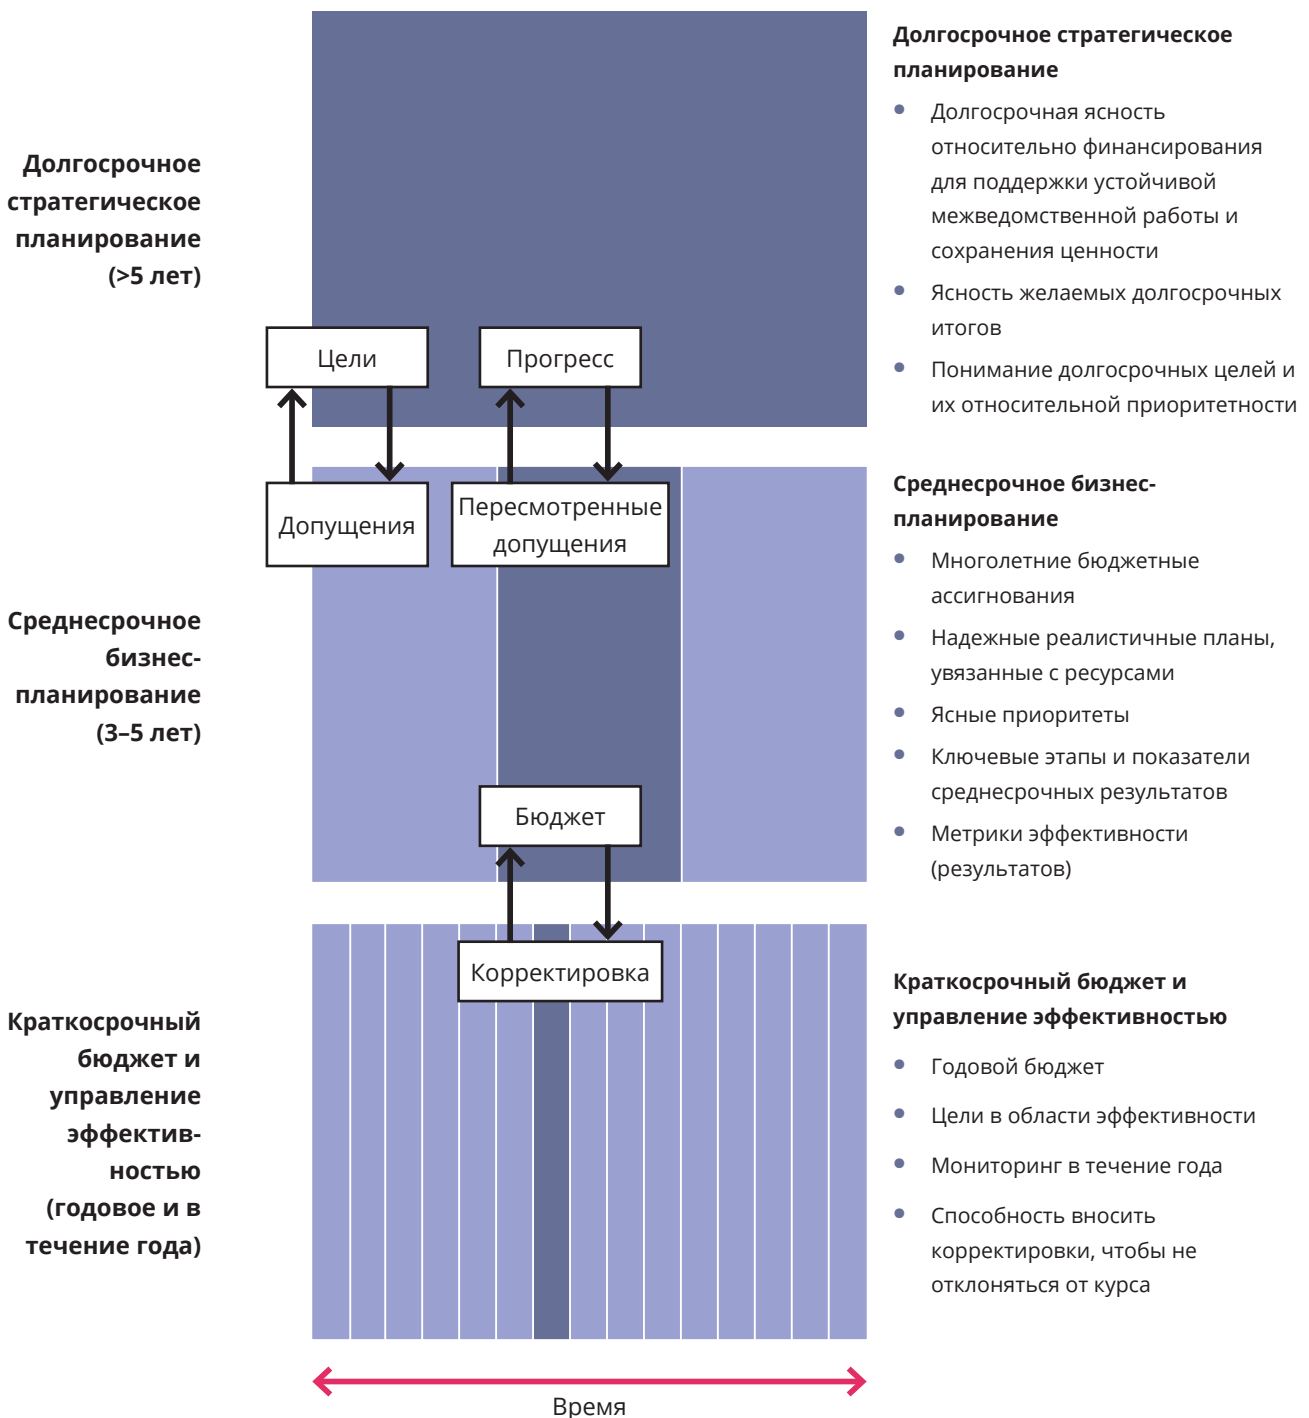 Долгосрочное
стратегическое
планирование
(>5 лет)
Цели
Прогресс
Долгосрочное стратегическое
планирование
Долгосрочная ясность
относительно финансирования
для поддержки устойчивой
межведомственной работы и
сохранения ценности
Ясность желаемых долгосрочных
итогов
Понимание долгосрочных целей и
их относительной приоритетности
Среднесрочное
бизнес-
планирование
(3–5 лет)
Допущения
Пересмотренные
допущения
Бюджет
Среднесрочное бизнес-
планирование
Многолетние бюджетные
ассигнования
Надежные реалистичные планы,
увязанные с ресурсами
Ясные приоритеты
Ключевые этапы и показатели
среднесрочных результатов
Метрики эффективности
(результатов)
Краткосрочный
бюджет и
управление
эффектив-
ностью
(годовое и в
течение года)
Корректировка
Краткосрочный бюджет и
управление эффективностью
Годовой бюджет
Цели в области эффективности
Мониторинг в течение года
Способность вносить
корректировки, чтобы не
отклоняться от курса
Время